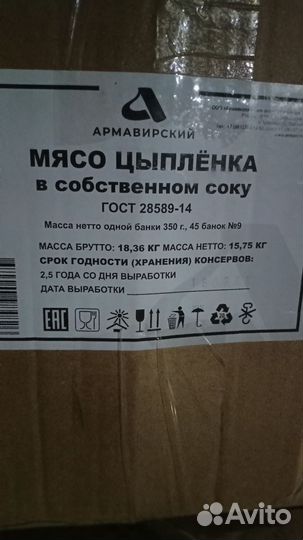 АРМАВИРСКИЙ
МЯСО ЦЫПЛЁНКА
в собственном соку
ГОСТ 28589-14
Масса нетто одной банки 350 г., 45 банок №9
МАССА БРУТТО: 18,36 КГ МАССА НЕТТО: 15,75 КГ
СРОК ГОДНОСТИ (ХРАНЕНИЯ) КОНСЕРВОВ:
2,5 ГОДА СО ДНЯ ВЫРАБОТКИ
ДАТА ВЫРАБОТКИ
EAC
Avito